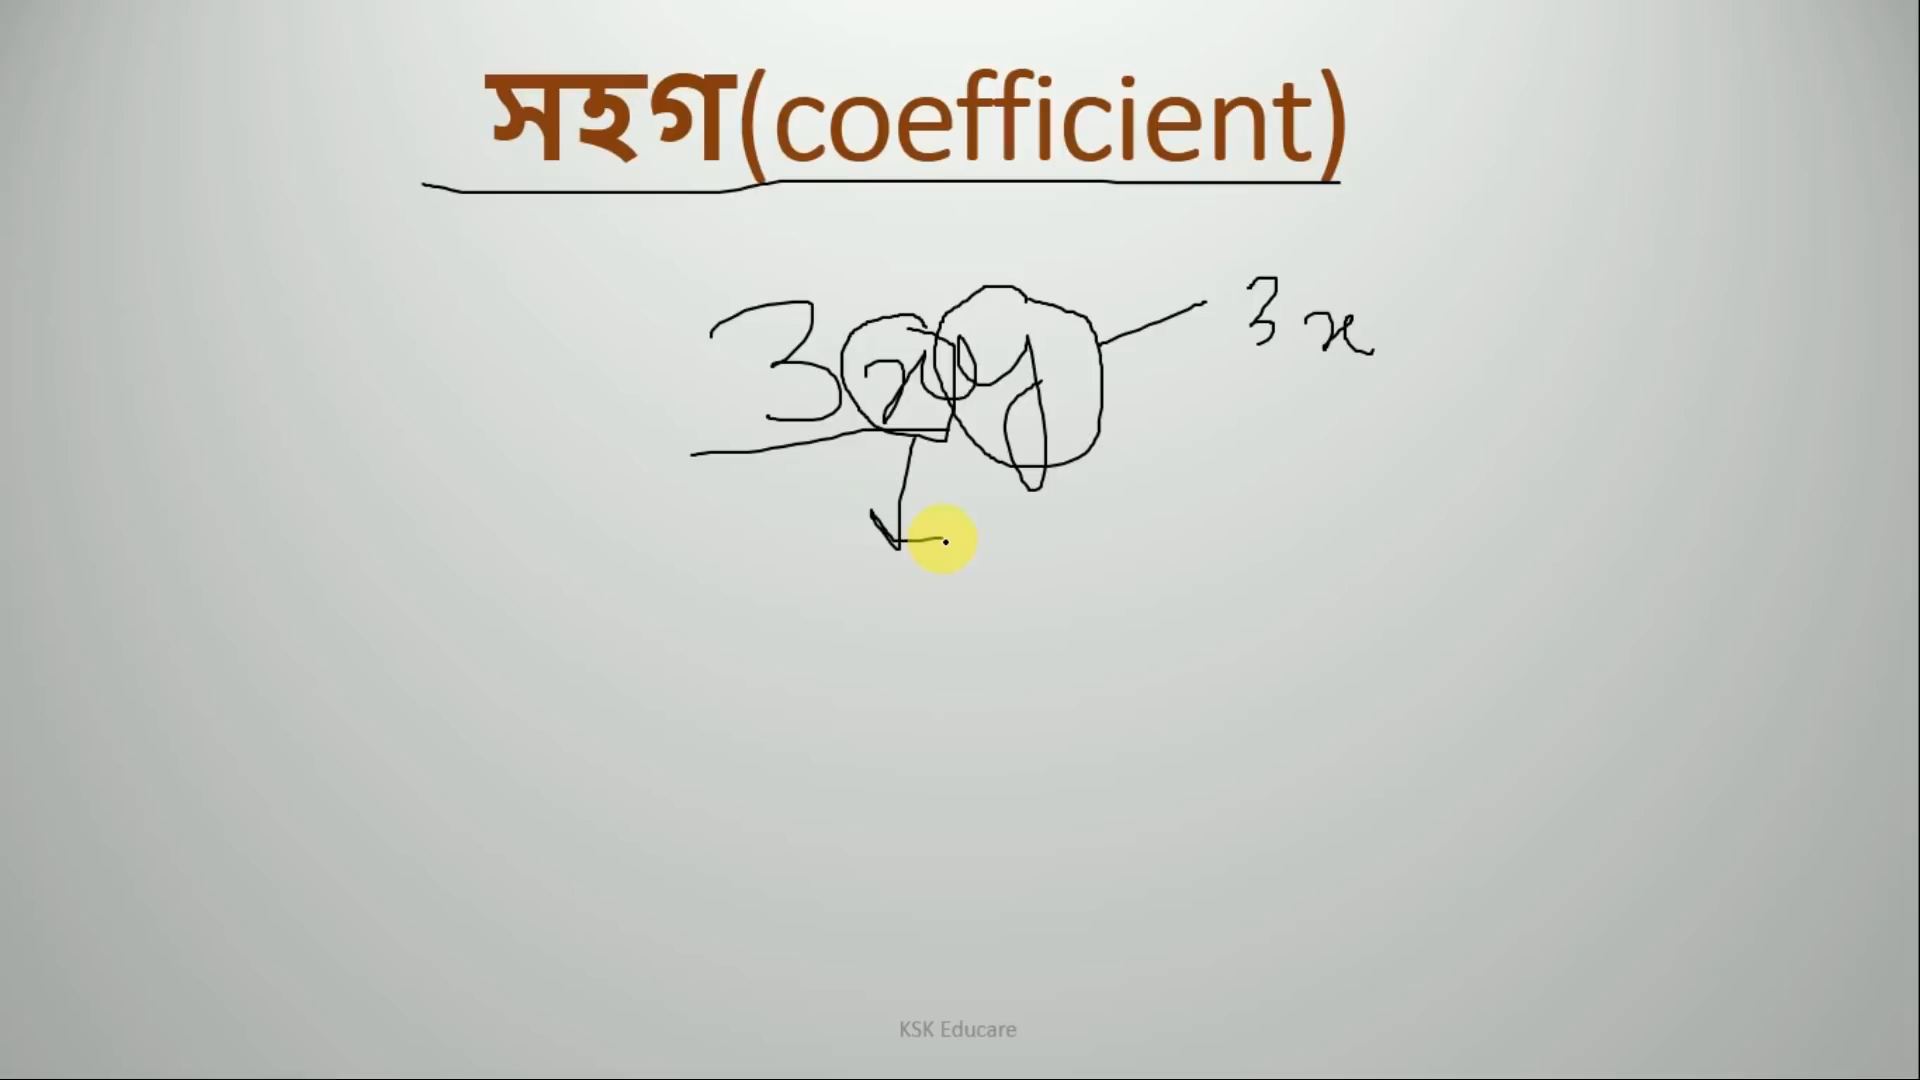 সহগ(coefficient)
3xy 3x
KSK Educare